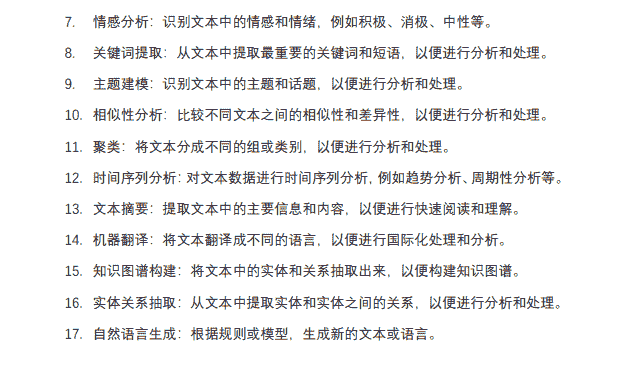 7. 情感分析：识别文本中的情感和情绪，例如积极、消极、中性等。
8. 关键词提取：从文本中提取最重要的关键词和短语，以便进行分析和处理。
9. 主题建模：识别文本中的主题和话题，以便进行分析和处理。
10. 相似性分析：比较不同文本之间的相似性和差异性，以便进行分析和处理。
11. 聚类：将文本分成不同的组或类别，以便进行分析和处理。
12. 时间序列分析：对文本数据进行时间序列分析，例如趋势分析、周期性分析等。
13. 文本摘要：提取文本中的主要信息和内容，以便进行快速阅读和理解。
14. 机器翻译：将文本翻译成不同的语言，以便进行国际化处理和分析。
15. 知识图谱构建：将文本中的实体和关系抽取出来，以便构建知识图谱。
16. 实体关系抽取：从文本中提取实体和实体之间的关系，以便进行分析和处理。
17. 自然语言生成：根据规则或模型，生成新的文本或语言。